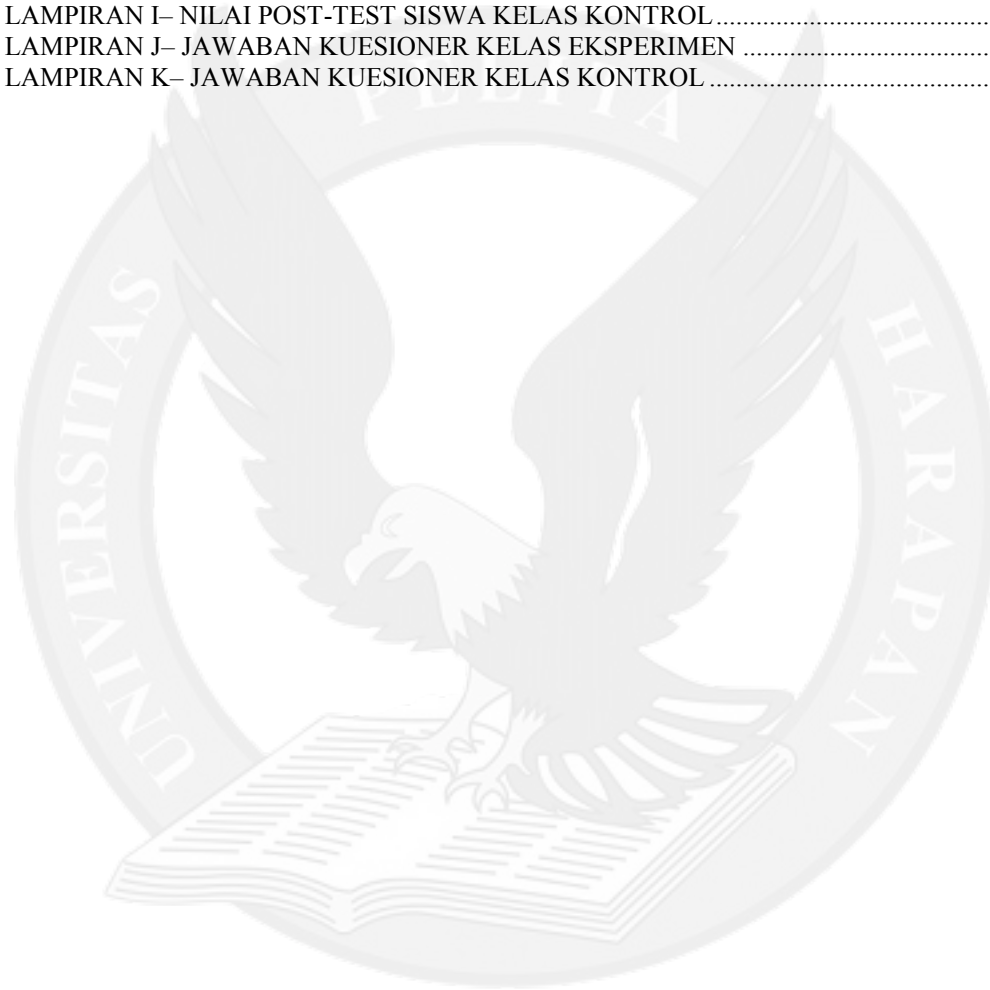 LAMPIRAN I– NILAI POST-TEST SISWA KELAS KONTROL.........................................
LAMPIRAN J– JAWABAN KUESIONER KELAS EKSPERIMEN .....................................
LAMPIRAN K– JAWABAN KUESIONER KELAS KONTROL ..........................................
UNIVERSITAS
PELITA
HARAPAN